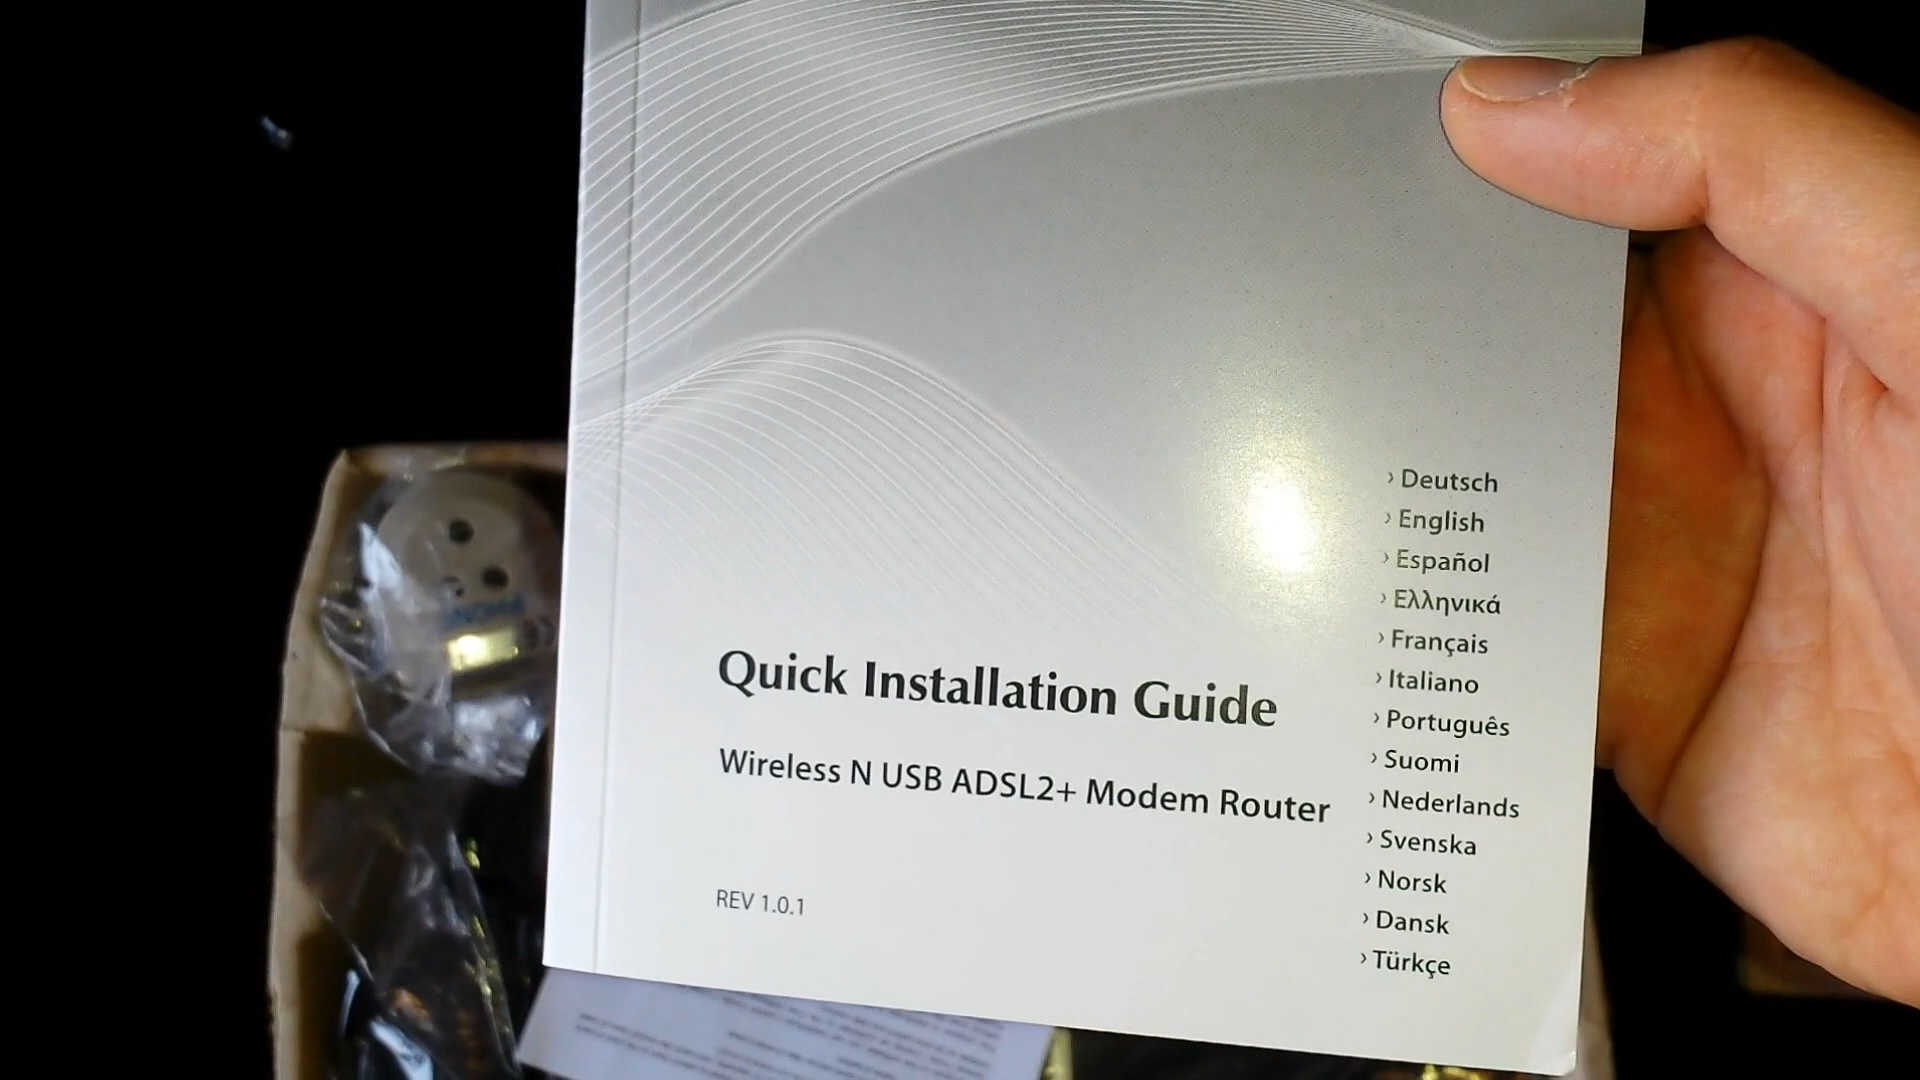 Quick Installation Guide
Wireless N USB ADSL2+ Modem Router
REV 1.0.1
› Deutsch
› English
› Español
› Ελληνικά
› Français
› Italiano
› Português
› Suomi
› Nederlands
› Svenska
› Norsk
› Dansk
› Türkçe
PHONE